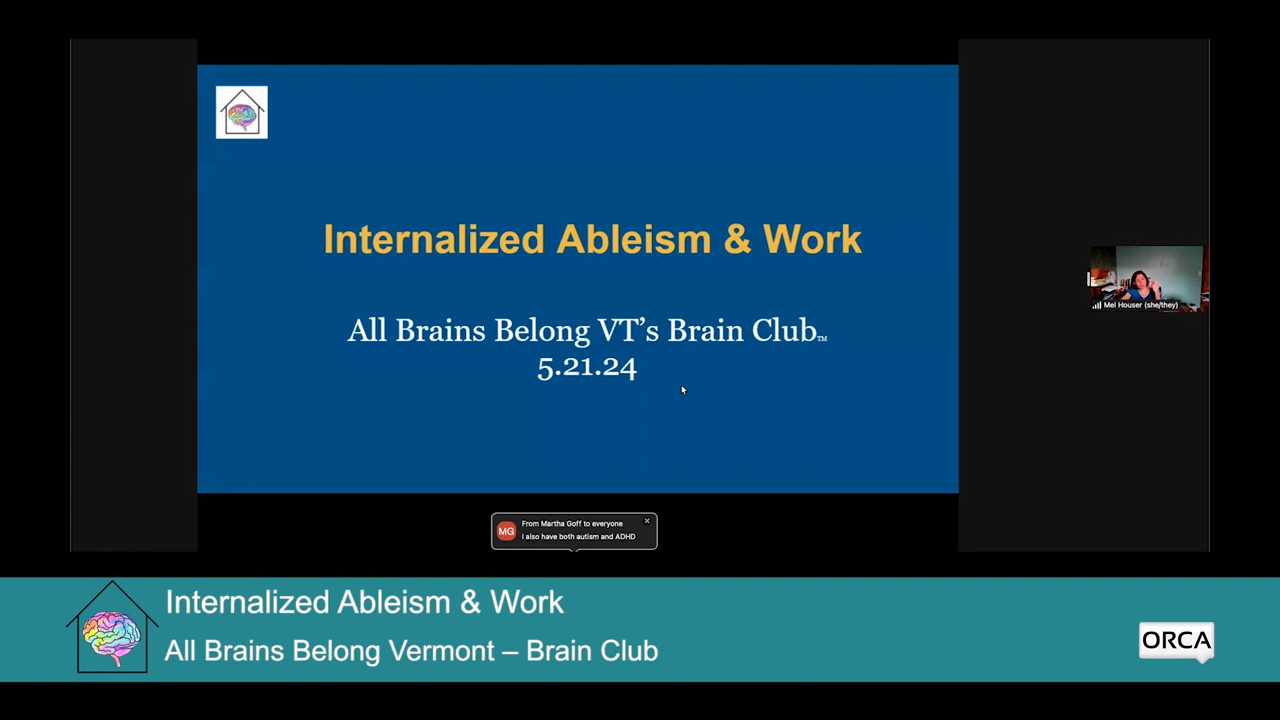 Internalized Ableism & Work
All Brains Belong VT’s Brain Club™
5.21.24
Mel Houser (she/they)
MG
From Martha Goff to everyone
I also have both autism and ADHD
Internalized Ableism & Work
All Brains Belong Vermont – Brain Club
ORCA